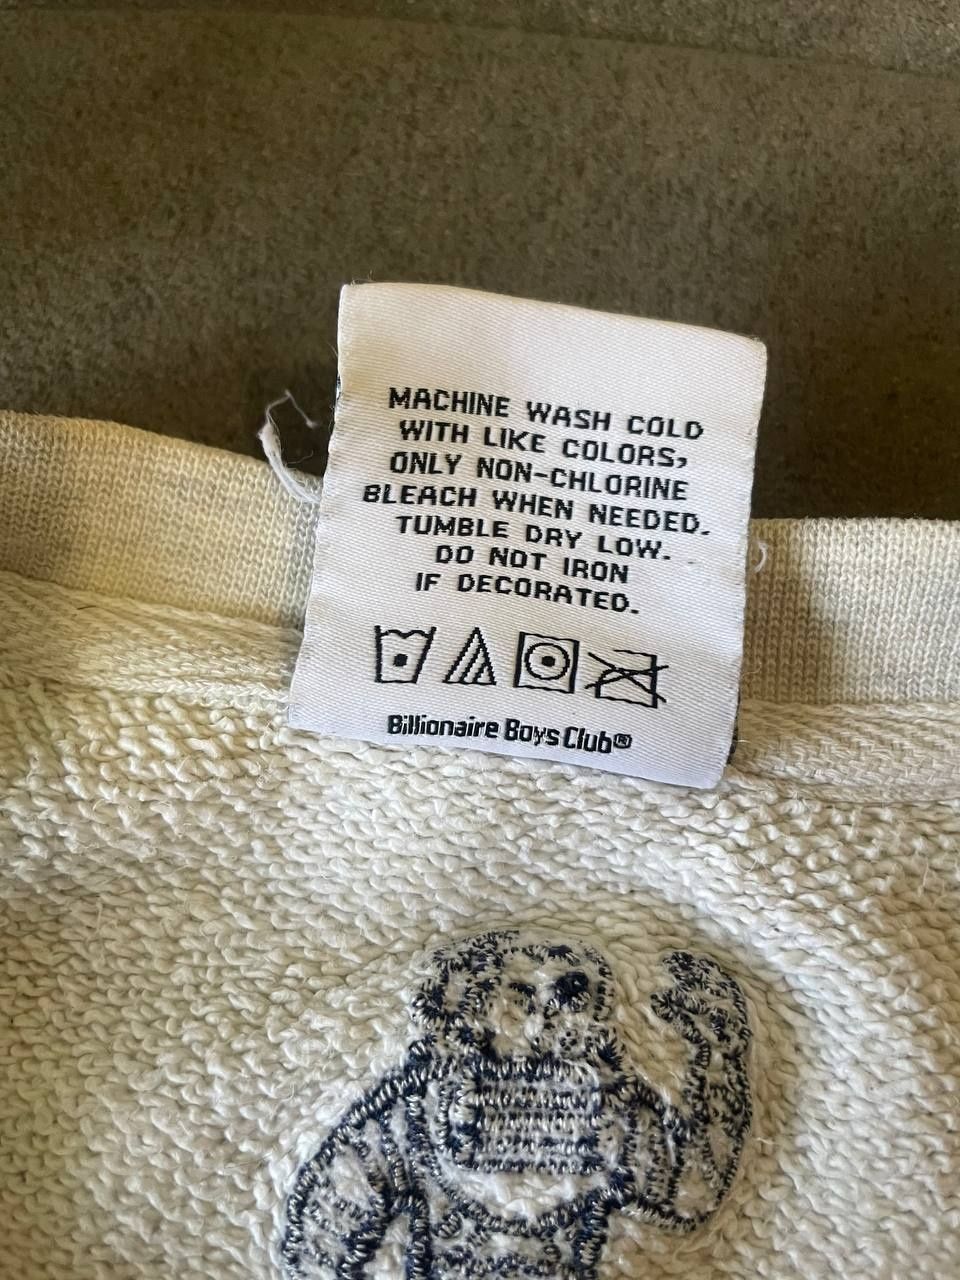 MACHINE WASH COLD
WITH LIKE COLORS,
ONLY NON-CHLORINE
BLEACH WHEN NEEDED.
TUMBLE DRY LOW.
DO NOT IRON
IF DECORATED.
Billionaire Boys Club®